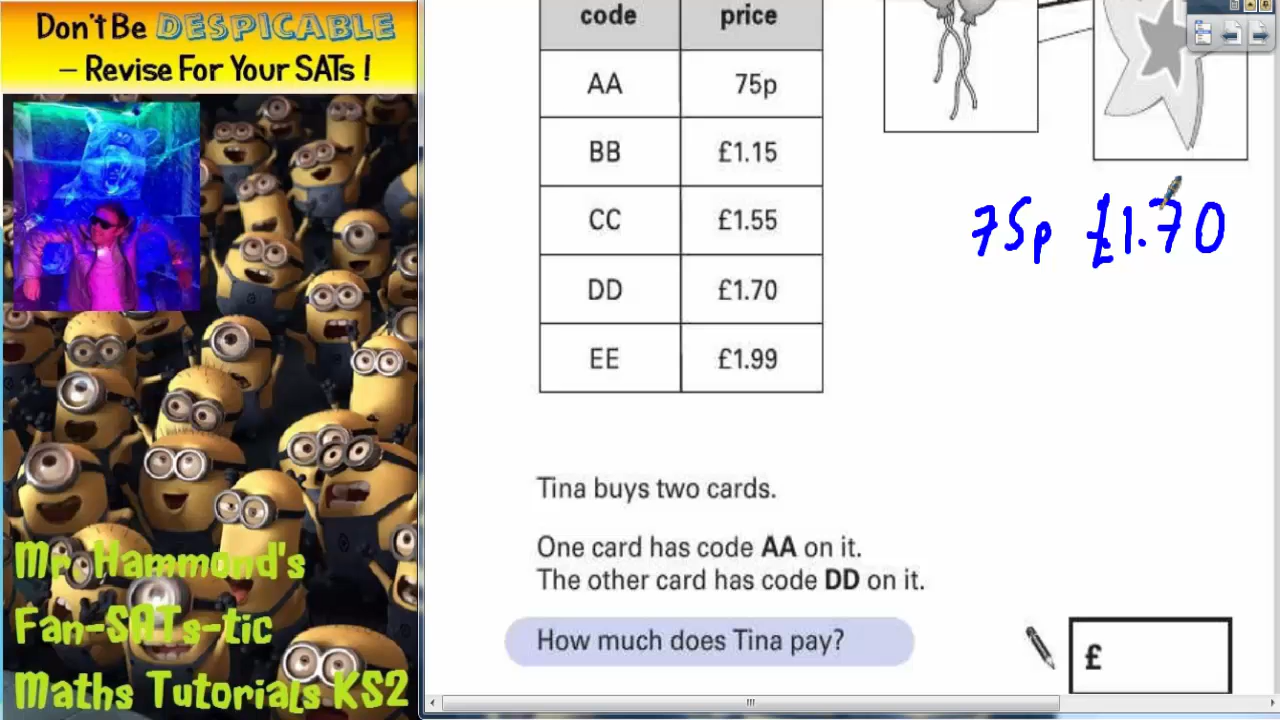 Don't Be DESPICABLE
– Revise For Your SATs !
code price
AA 75p
BB £1.15
CC £1.55
DD £1.70
EE £1.99
75p £1.70
Tina buys two cards.
One card has code AA on it.
The other card has code DD on it.
How much does Tina pay?
£
Mr Hammond's
Fan-SATs-tic
Maths Tutorials KS2